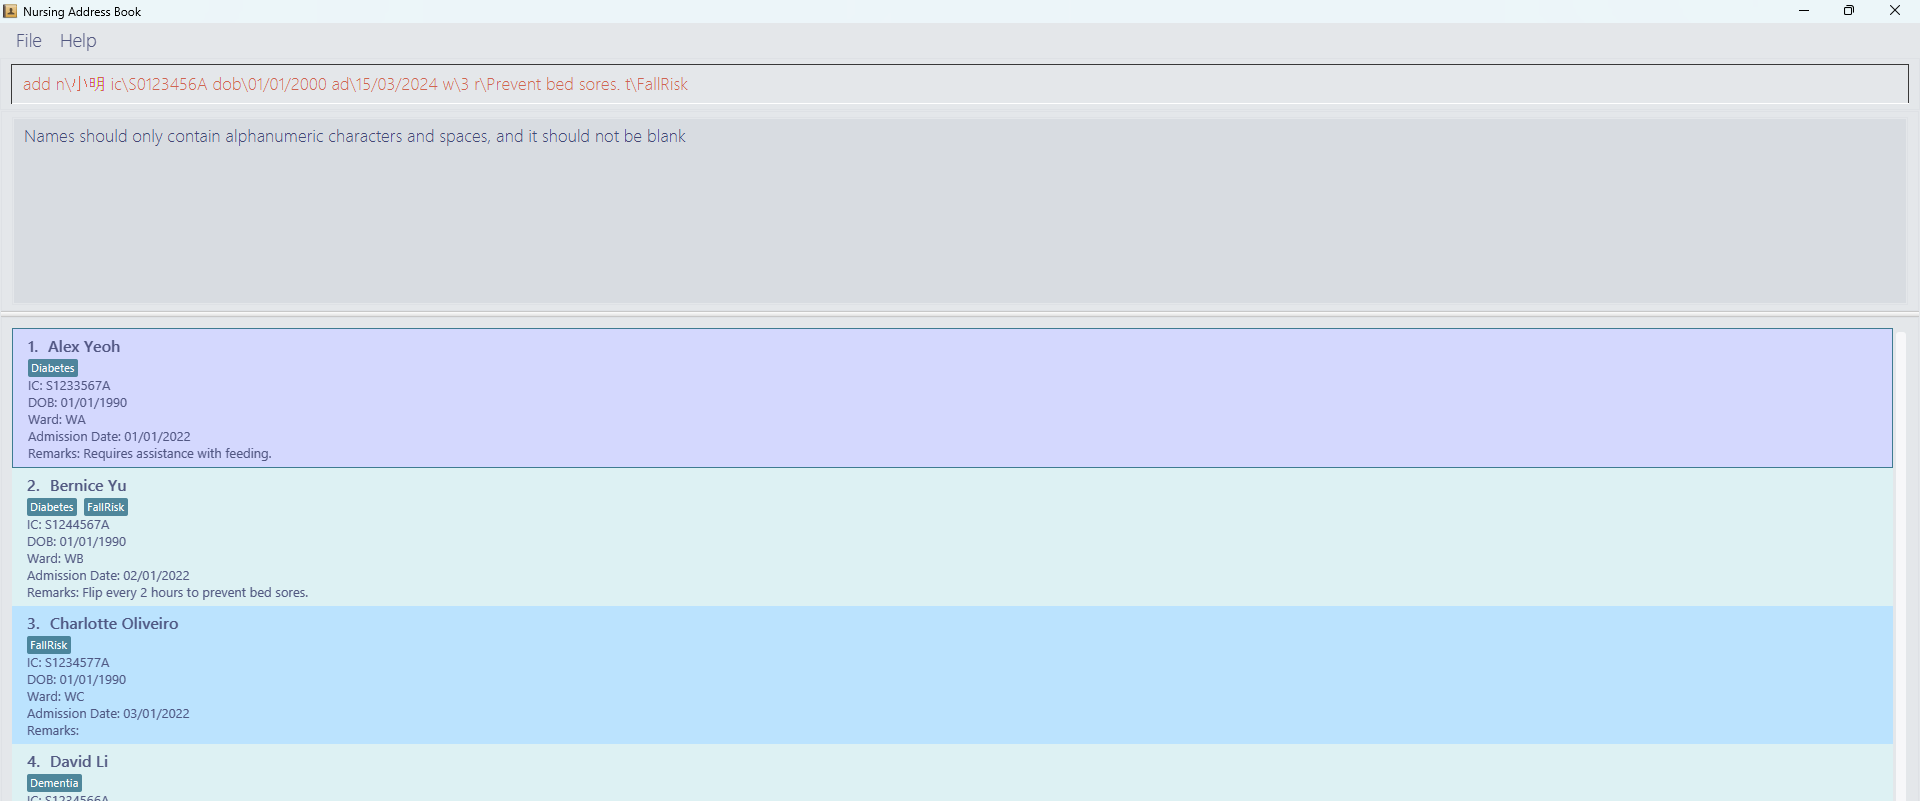 Nursing Address Book
File Help
add n\小明 ic\S0123456A dob\01/01/2000 ad\15/03/2024 w\3 r\Prevent bed sores. t\FallRisk
Names should only contain alphanumeric characters and spaces, and it should not be blank
1. Alex Yeoh
Diabetes
IC: S1233567A
DOB: 01/01/1990
Ward: WA
Admission Date: 01/01/2022
Remarks: Requires assistance with feeding.
2. Bernice Yu
Diabetes FallRisk
IC: S1244567A
DOB: 01/01/1990
Ward: WB
Admission Date: 02/01/2022
Remarks: Flip every 2 hours to prevent bed sores.
3. Charlotte Oliveiro
FallRisk
IC: S1234577A
DOB: 01/01/1990
Ward: WC
Admission Date: 03/01/2022
Remarks:
4. David Li
Dementia
IC: S1234566A